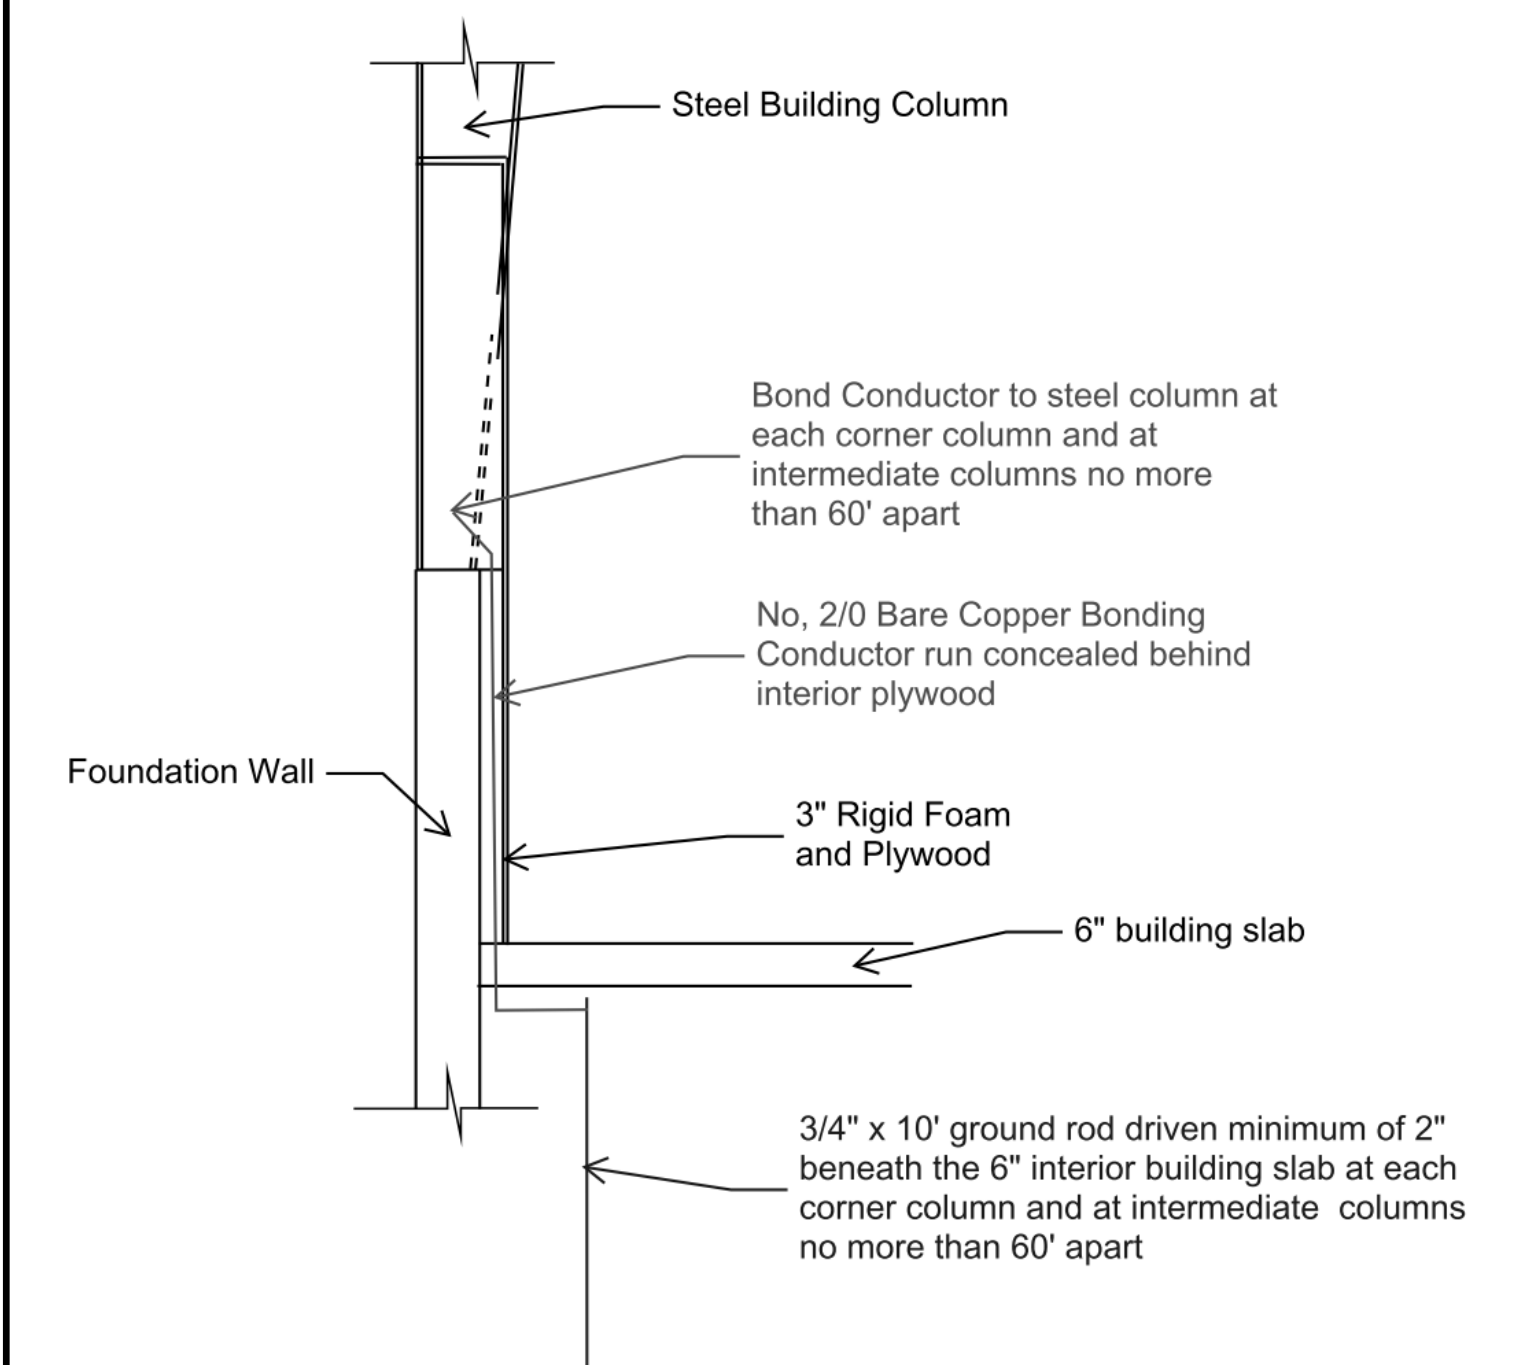 Steel Building Column
Bond Conductor to steel column at
each corner column and at
intermediate columns no more
than 60' apart
No, 2/0 Bare Copper Bonding
Conductor run concealed behind
interior plywood
Foundation Wall
3" Rigid Foam
and Plywood
6" building slab
3/4" x 10' ground rod driven minimum of 2"
beneath the 6" interior building slab at each
corner column and at intermediate  columns
no more than 60' apart